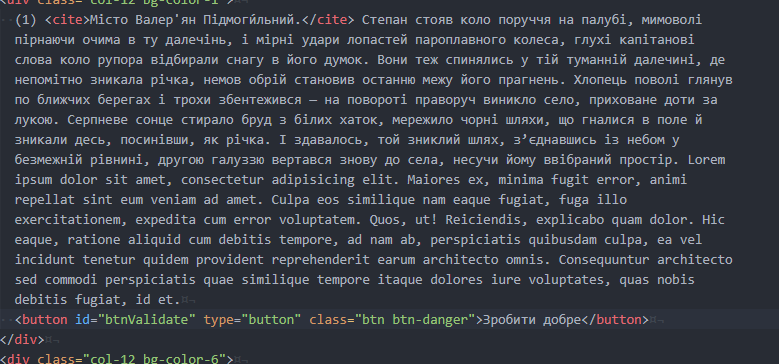 <div class="col-12 bg-color-1">
(1) <cite>Місто Валер'ян Підмоги́льний.</cite> Степан стояв коло поруччя на палубі, мимоволі
пірнаючи очима в ту далечінь, і мірні удари лопастей пароплавного колеса, глухі капітанові
слова коло рупора відбирали снагу в його думок. Вони теж спинялись у тій туманній далечині, де
непомітно зникала річка, немов обрій становив останню межу його прагнень. Хлопець поволі глянув
по ближчих берегах і трохи збентежився — на повороті праворуч виникло село, приховане доти за
лукою. Серпневе сонце стирало бруд з білих хаток, мережило чорні шляхи, що гналися в поле й
зникали десь, посинівши, як річка. І здавалось, той зниклий шлях, з’єднавшись із небом у
безмежній рівнині, другою галуззю вертався знову до села, несучи йому ввібраний простір. Lorem
ipsum dolor sit amet, consectetur adipisicing elit. Maiores ex, minima fugit error, animi
repellat sint eum veniam ad amet. Culpa eos similique nam eaque fugiat, fuga illo
exercitationem, expedita cum error voluptatem. Quos, ut! Reiciendis, explicabo quam dolor. Hic
eaque, ratione aliquid cum debitis tempore, ad nam ab, perspiciatis quibusdam culpa, ea vel
incidunt tenetur quidem provident reprehenderit earum architecto omnis. Consequuntur architecto
sed commodi perspiciatis quae similique tempore itaque dolores iure voluptates, quas nobis
debitis fugiat, id et.
<button id="btnValidate" type="button" class="btn btn-danger">Зробити добре</button>
</div>
<div class="col-12 bg-color-6">